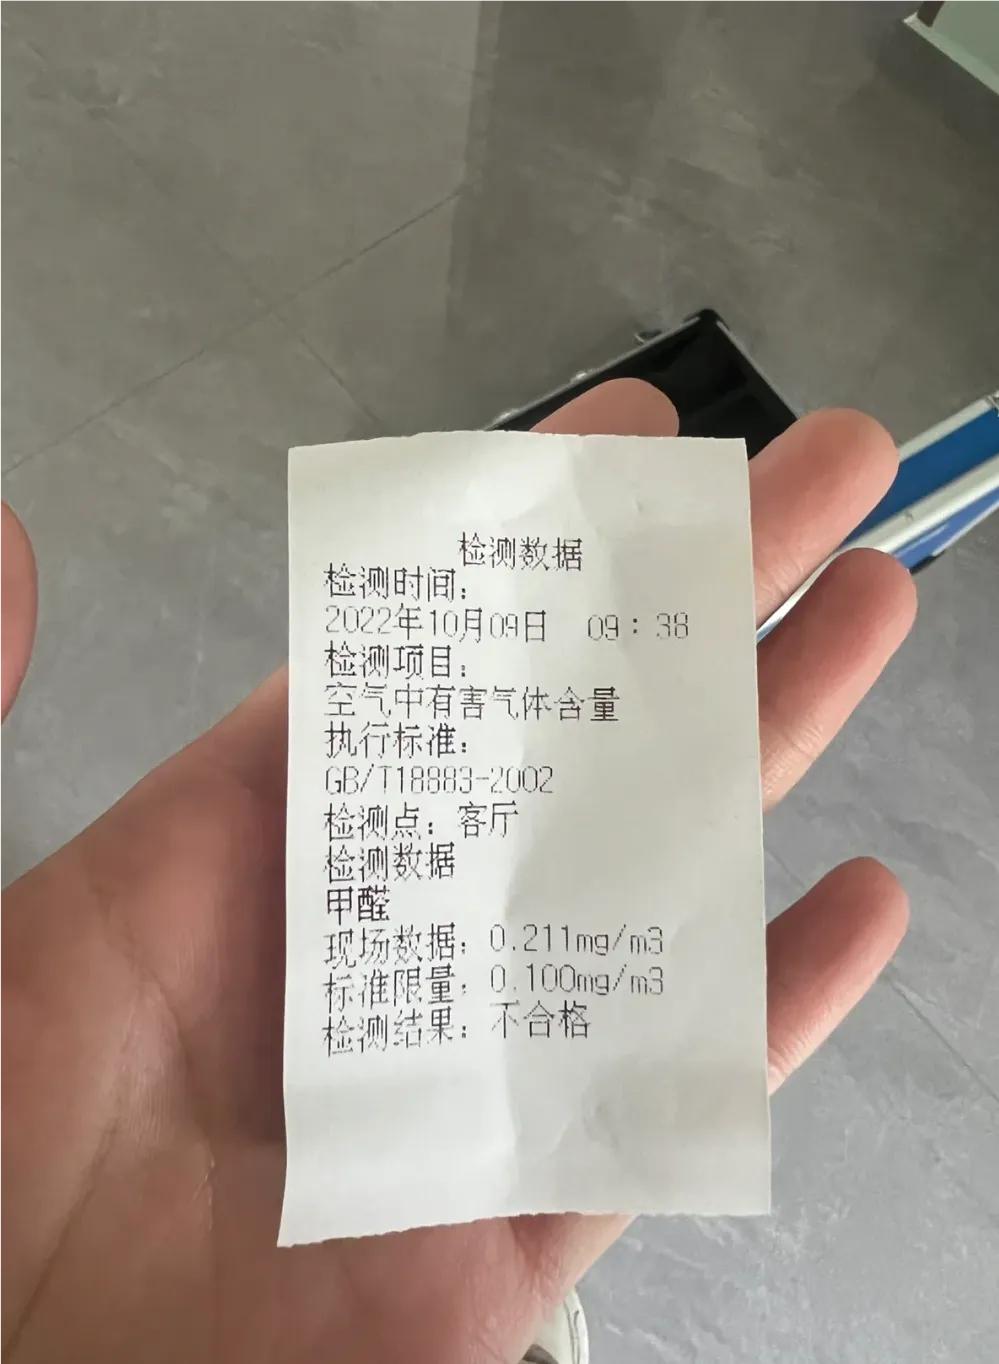 检测数据
检测时间：
2022年10月09日 09：38
检测项目：
空气中有害气体含量
执行标准：
GB/T18883-2002
检测点：客厅
检测数据
甲醛
现场数据：0.211mg/m3
标准限量：0.100mg/m3
检测结果：不合格